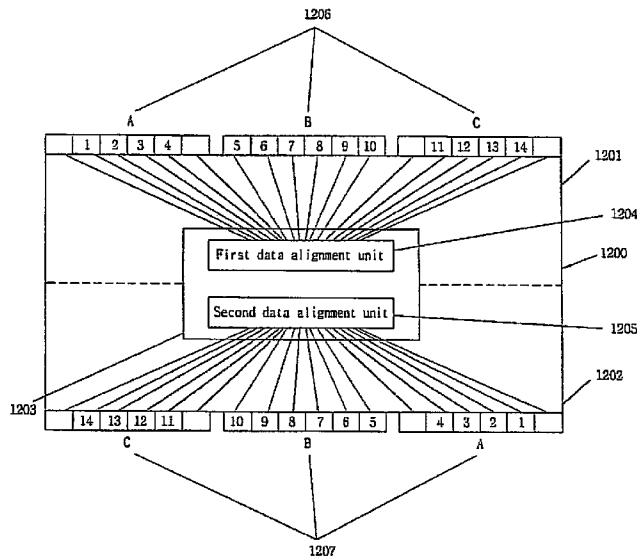 1206
A B C
1 2 3 4 5 6 7 8 9 10 11 12 13 14
1201
1204
First data alignment unit
1200
Second data alignment unit
1205
1202
1203
14 13 12 11 10 9 8 7 6 5 4 3 2 1
C B A
1207